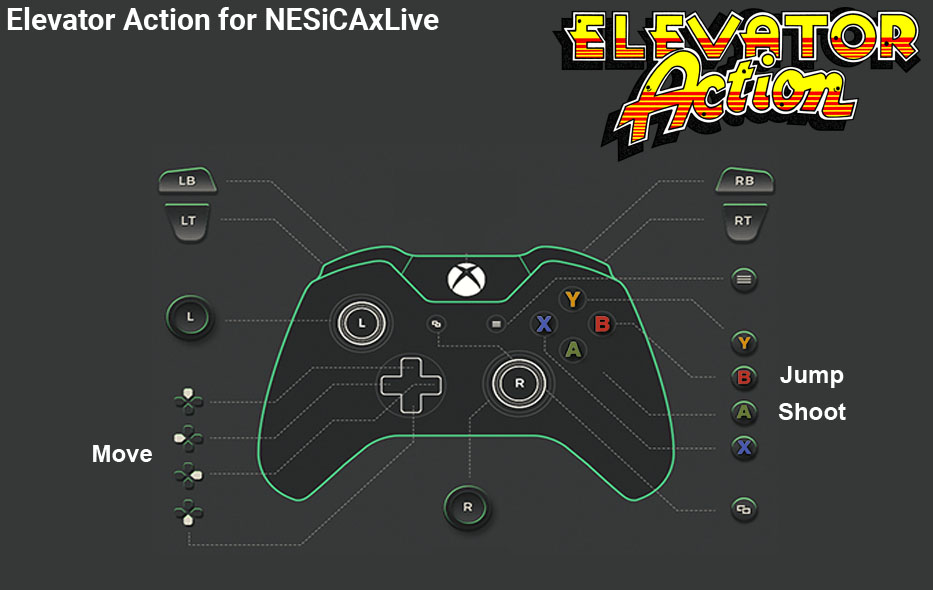 Elevator Action for NESiCAxLive
ELEVATOR
Action
LB
RB
LT
RT
Y
L
L
X
B
Y
A
B
Jump
R
A
Shoot
Move
X
R